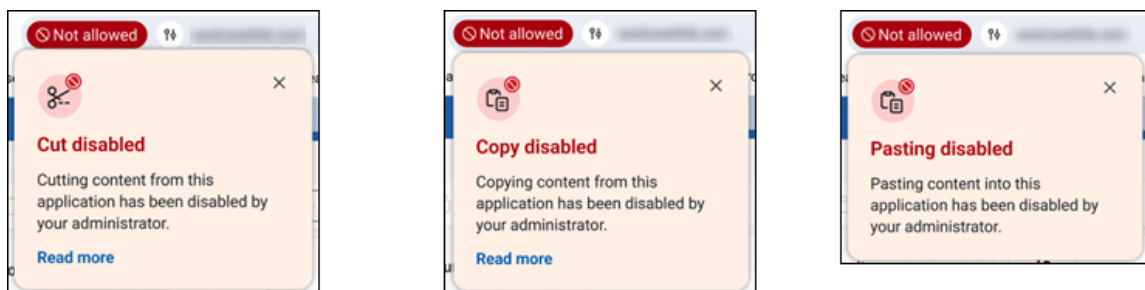 Not allowed
Cut disabled
Cutting content from this
application has been disabled by
your administrator.
Read more
Not allowed
Copy disabled
Copying content from this
application has been disabled by
your administrator.
Read more
Not allowed
Pasting disabled
Pasting content into this
application has been disabled by
your administrator.